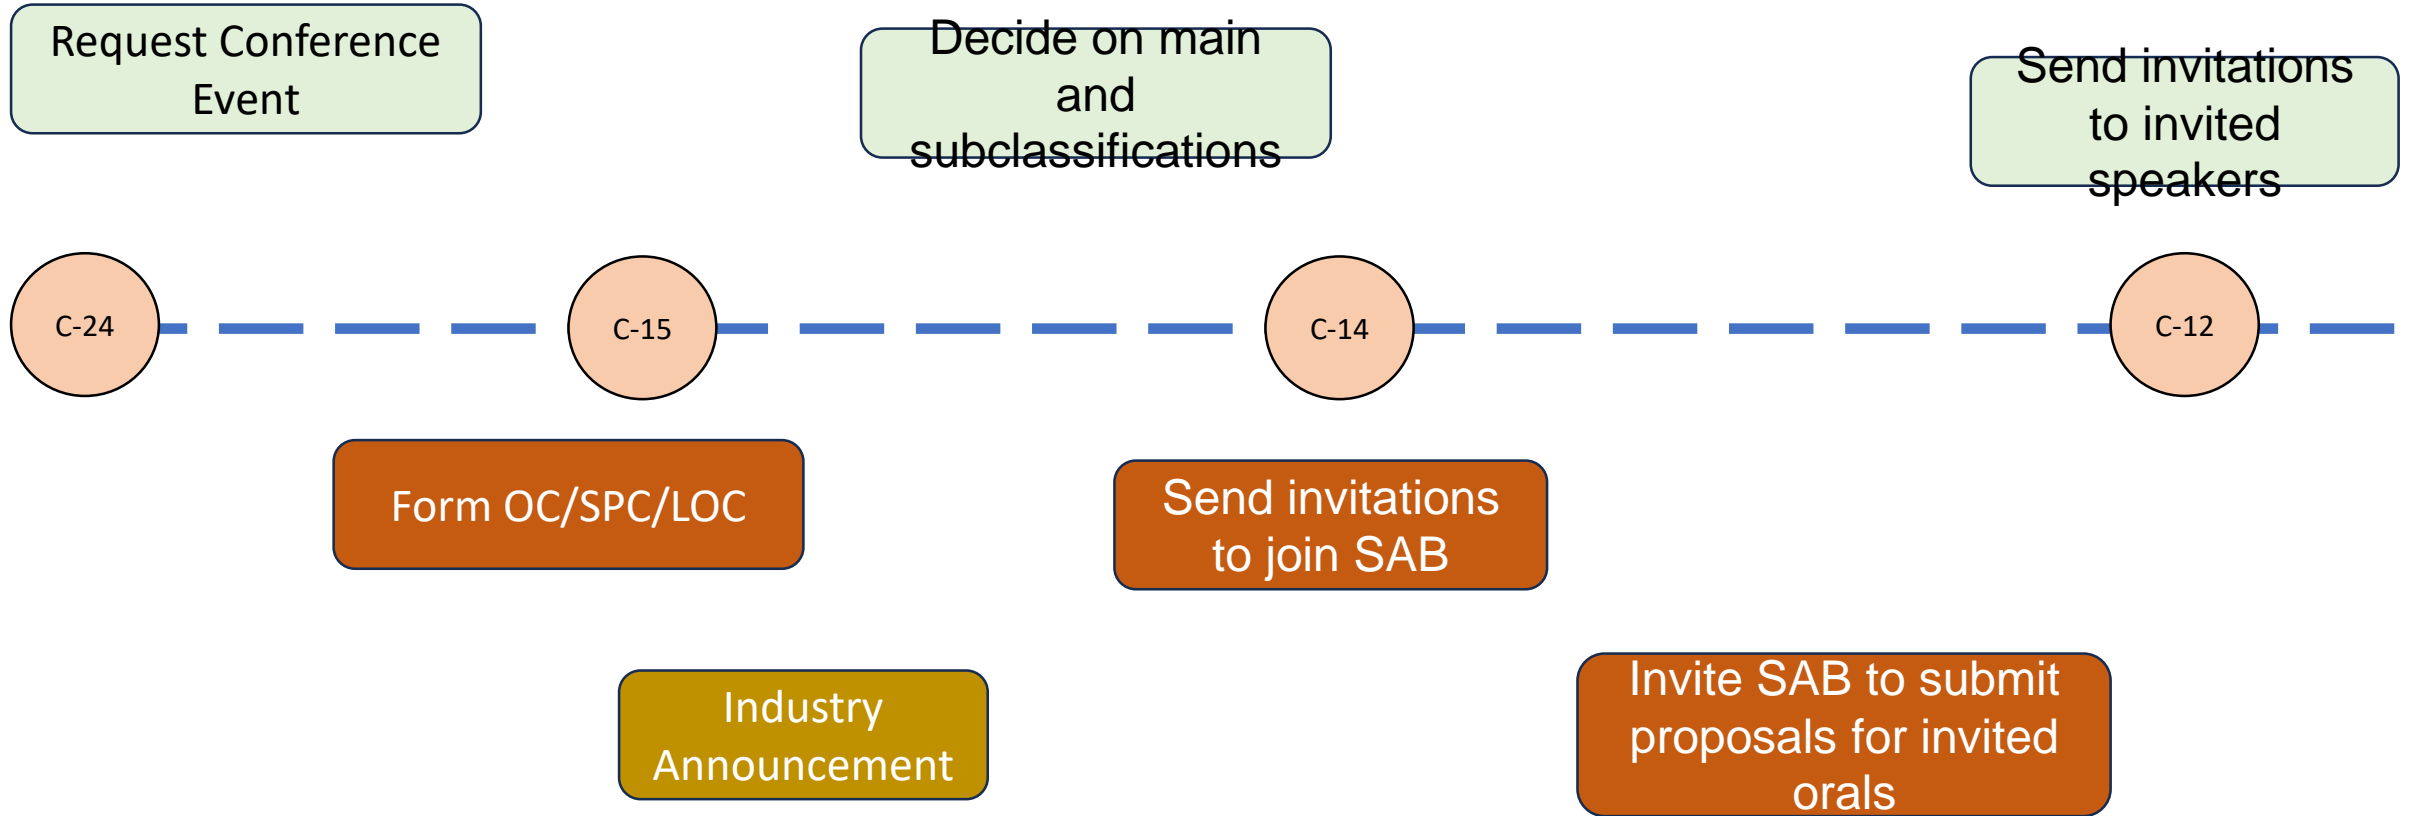 Request Conference
Event
Decide on main
and
subclassifications
Send invitations
to invited
speakers
C-24
C-15
C-14
C-12
Form OC/SPC/LOC
Send invitations
to join SAB
Industry
Announcement
Invite SAB to submit
proposals for invited
orals